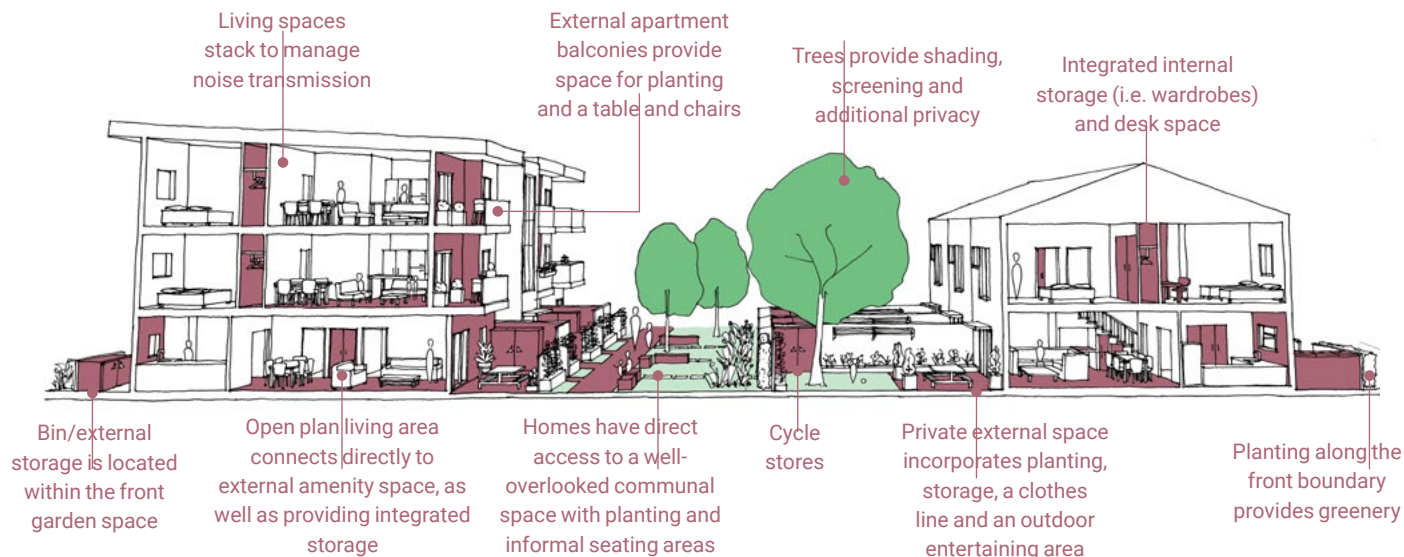 Living spaces
stack to manage
noise transmission
External apartment
balconies provide
space for planting
and a table and chairs
Trees provide shading,
screening and
additional privacy
Integrated internal
storage (i.e. wardrobes)
and desk space
Bin/external
storage is located
within the front
garden space
Open plan living area
connects directly to
external amenity space, as
well as providing integrated
storage
Homes have direct
access to a well-
overlooked communal
space with planting and
informal seating areas
Cycle
stores
Private external space
incorporates planting,
storage, a clothes
line and an outdoor
entertaining area
Planting along the
front boundary
provides greenery